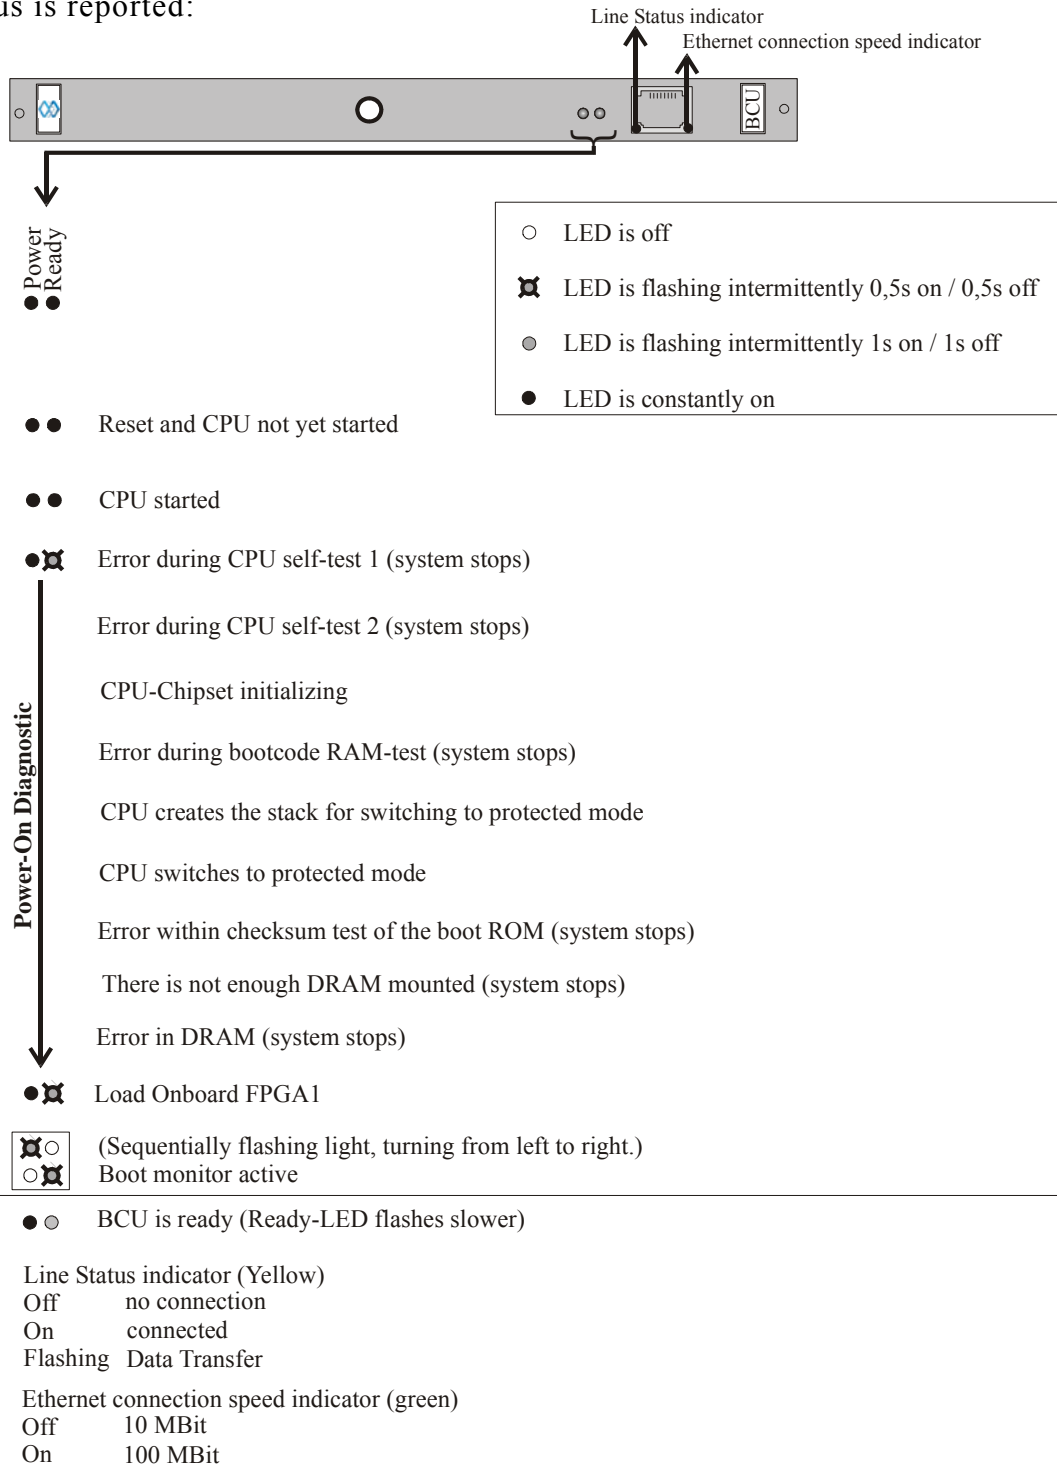 us is reported:
Line Status indicator
Ethernet connection speed indicator
BCU
Power
Ready
LED is off
LED is flashing intermittently 0,5s on / 0,5s off
LED is flashing intermittently 1s on / 1s off
LED is constantly on
Reset and CPU not yet started
CPU started
Error during CPU self-test 1 (system stops)
Error during CPU self-test 2 (system stops)
CPU-Chipset initializing
Error during bootcode RAM-test (system stops)
CPU creates the stack for switching to protected mode
CPU switches to protected mode
Error within checksum test of the boot ROM (system stops)
There is not enough DRAM mounted (system stops)
Error in DRAM (system stops)
Power-On Diagnostic
Load Onboard FPGA1
(Sequentially flashing light, turning from left to right.)
Boot monitor active
BCU is ready (Ready-LED flashes slower)
Line Status indicator (Yellow)
Off no connection
On connected
Flashing Data Transfer
Ethernet connection speed indicator (green)
Off 10 MBit
On 100 MBit